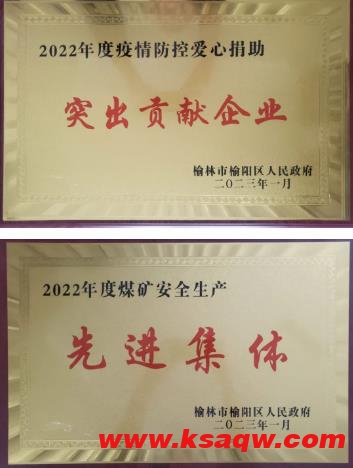 2022年度疫情防控爱心捐助
突出贡献企业
榆林市榆阳区人民政府
二〇二三年一月
2022年度煤矿安全生产
先进集体
榆林市榆阳区人民政府
二〇二三年一月
www.ksaqw.com